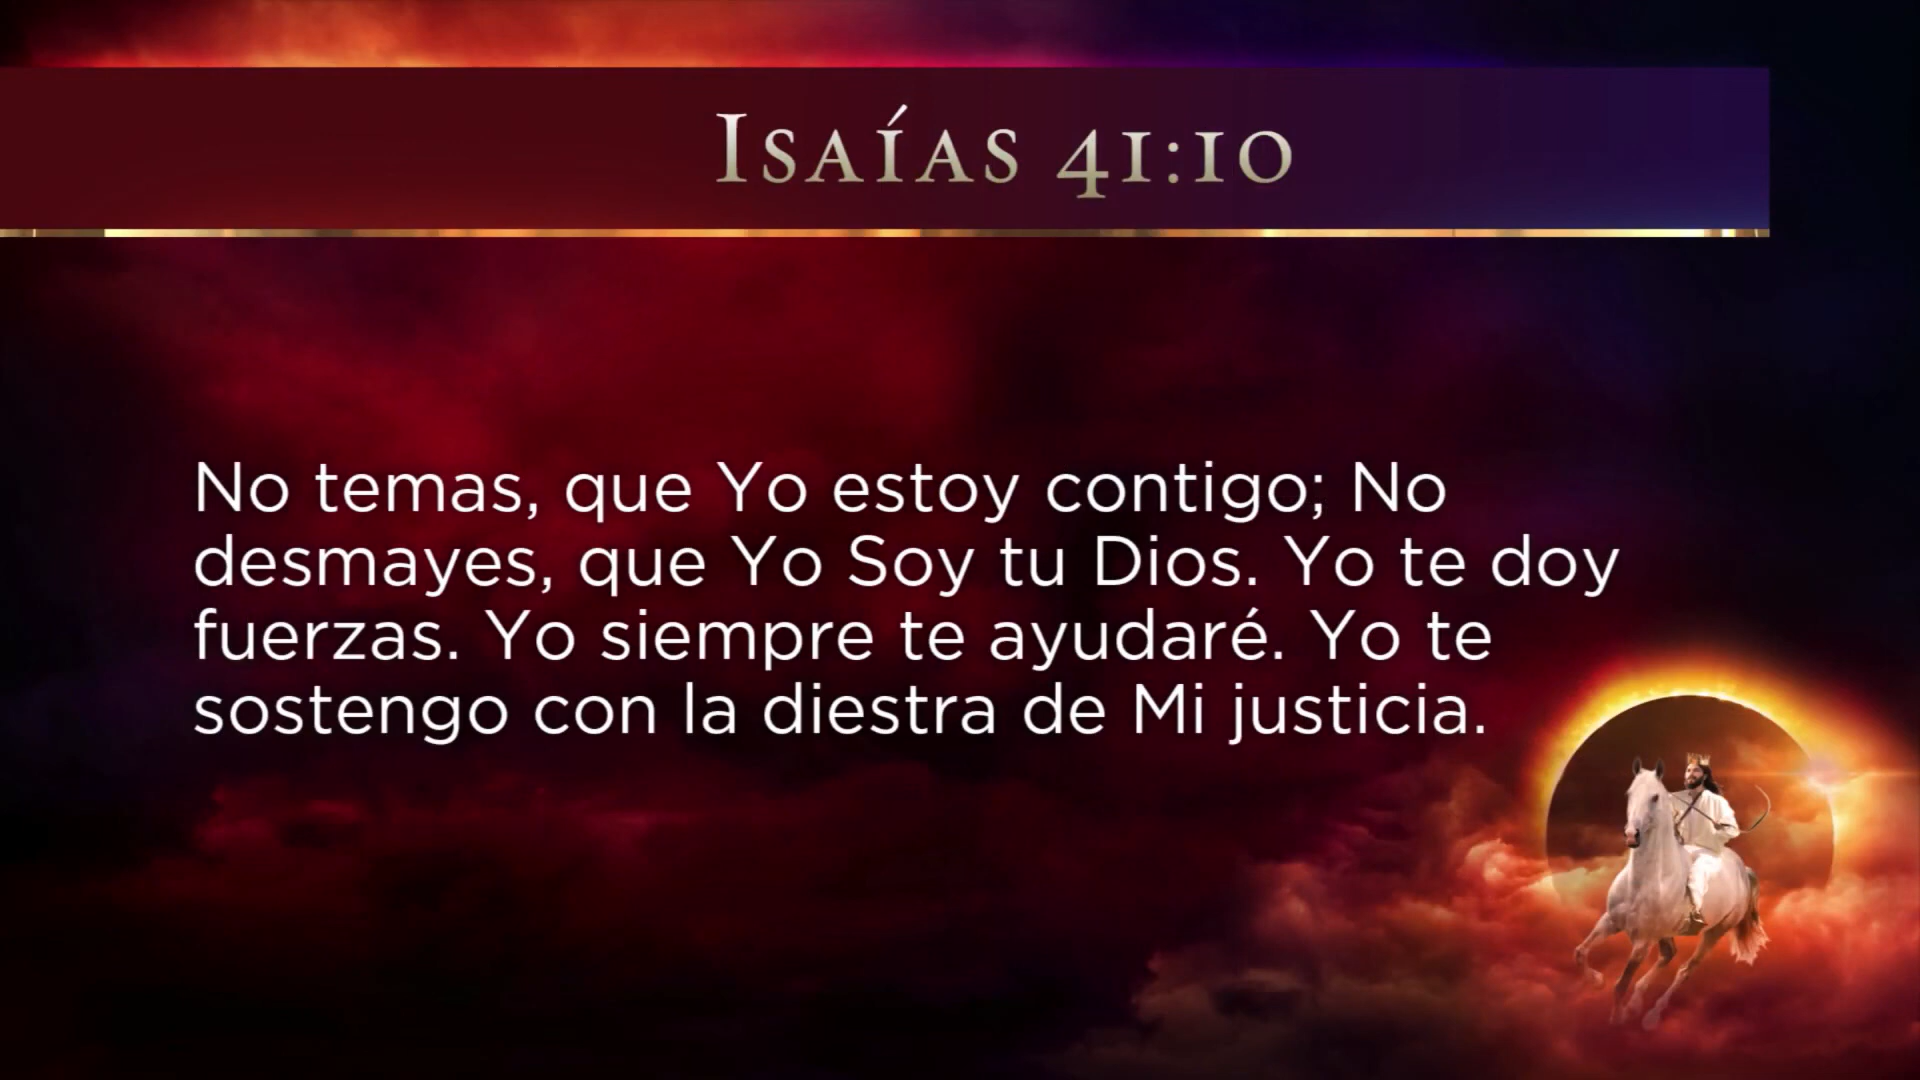 Isaías 41:10
No temas, que Yo estoy contigo; No
desmayes, que Yo Soy tu Dios. Yo te doy
fuerzas. Yo siempre te ayudaré. Yo te
sostengo con la diestra de Mi justicia.